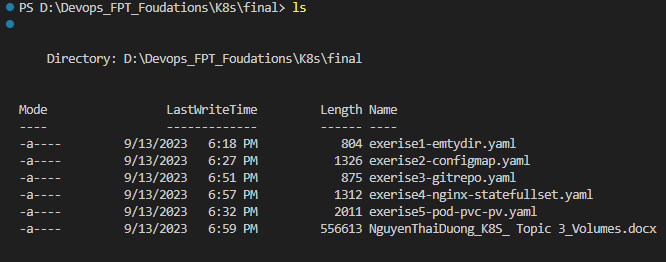 PS D:\Devops_FPT_Foudations\K8s\final> ls
Directory: D:\Devops_FPT_Foudations\K8s\final
Mode LastWriteTime Length Name
---- ------------- ------ ----
-a---- 9/13/2023 6:18 PM 804 exerise1-emtydir.yaml
-a---- 9/13/2023 6:27 PM 1326 exerise2-configmap.yaml
-a---- 9/13/2023 6:51 PM 875 exerise3-gitrepo.yaml
-a---- 9/13/2023 6:57 PM 1312 exerise4-nginx-statefullset.yaml
-a---- 9/13/2023 6:32 PM 2011 exerise5-pod-pvc-pv.yaml
-a---- 9/13/2023 6:59 PM 556613 NguyenThaiDuong_K8S_ Topic 3_Volumes.docx